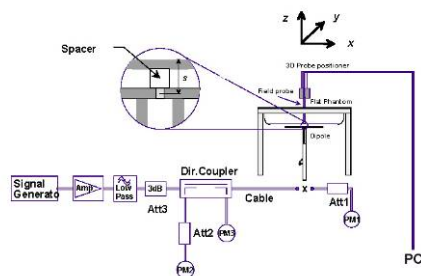 z
y
x
Spacer
s
3D Probe positioner
Field probe
Flat Phantom
Dipole
Dir.Coupler
Signal
Generato
Amp
Low
Pass
3dB
Cable
x
Att1
Att3
Att2
PM3
PM1
PM2
PC